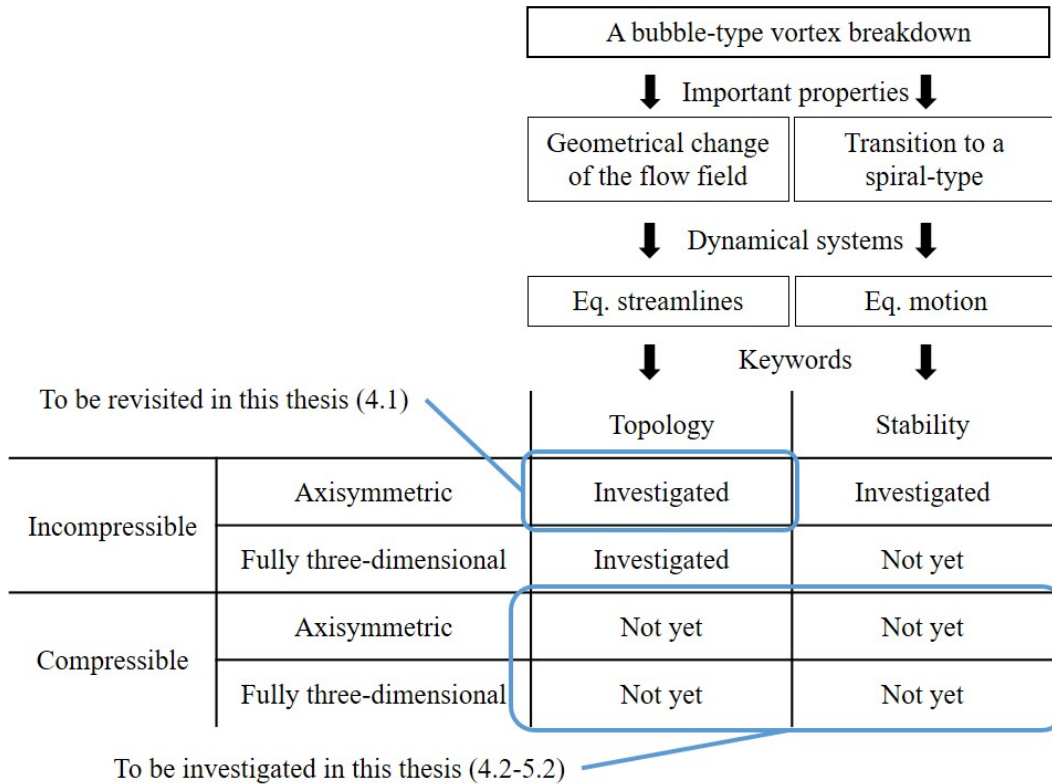 A bubble-type vortex breakdown
Important properties
Geometrical change
of the flow field
Transition to a
spiral-type
Dynamical systems
Eq. streamlines
Eq. motion
Keywords
To be revisited in this thesis (4.1)
Topology
Stability
Incompressible
Axisymmetric
Investigated
Investigated
Fully three-dimensional
Investigated
Not yet
Compressible
Axisymmetric
Not yet
Not yet
Fully three-dimensional
Not yet
Not yet
To be investigated in this thesis (4.2-5.2)